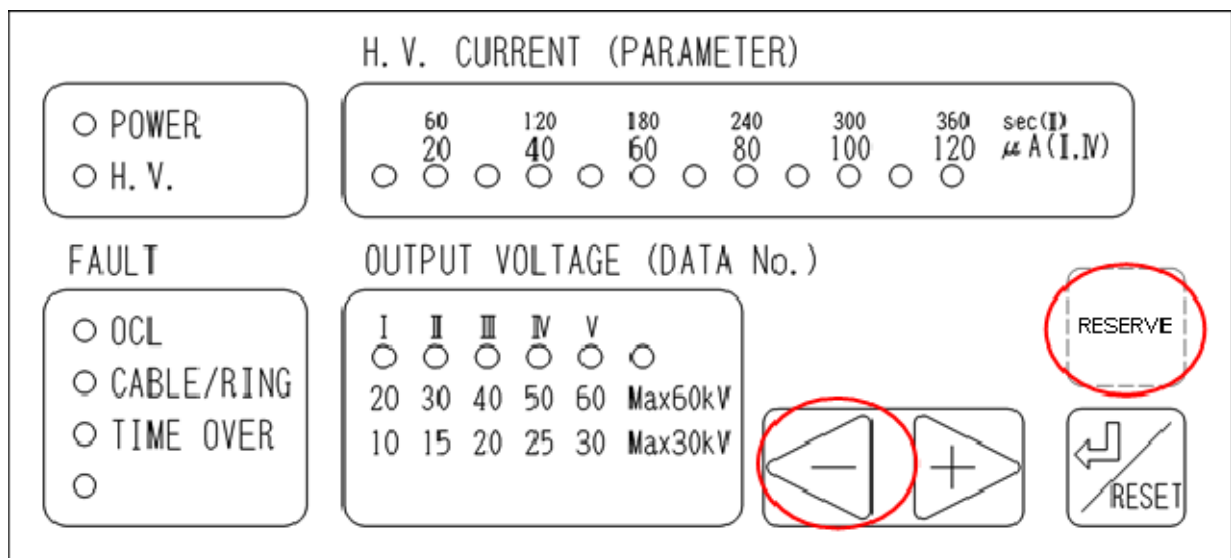 H. V. CURRENT (PARAMETER)
POWER
H. V.
60 120 180 240 300 360 sec(Ⅱ)
20 40 60 80 100 120 μA(Ⅰ.Ⅳ)
FAULT
OCL
CABLE/RING
TIME OVER
OUTPUT VOLTAGE (DATA No.)
Ⅰ Ⅱ Ⅲ Ⅳ Ⅴ
20 30 40 50 60 Max60kV
10 15 20 25 30 Max30kV
− +
RESERVE
RESET